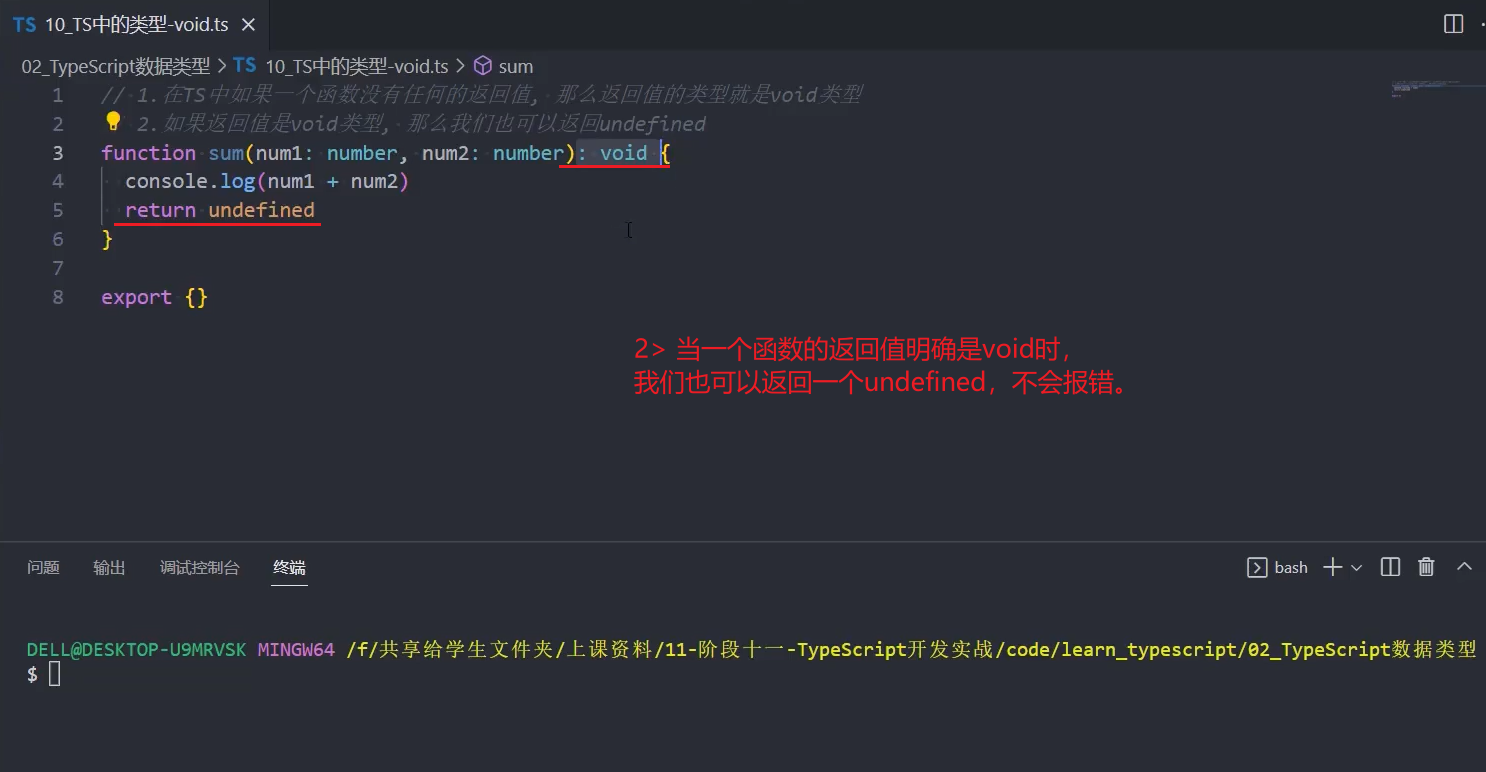 TS 10_TS中的类型-void.ts ×
02_TypeScript数据类型 > TS 10_TS中的类型-void.ts > sum
1 // 1.在TS中如果一个函数没有任何的返回值, 那么返回值的类型就是void类型
2 2.如果返回值是void类型, 那么我们也可以返回undefined
3 function sum(num1: number, num2: number): void {
4 console.log(num1 + num2)
5 return undefined
6 }
7
8 export {}
2> 当一个函数的返回值明确是void时，
我们也可以返回一个undefined，不会报错。
问题 输出 调试控制台 终端 bash
DELL@DESKTOP-U9MRVSK MINGW64 /f/共享给学生文件夹/上课资料/11-阶段十一-TypeScript开发实战/code/learn_typescript/02_TypeScript数据类型
$